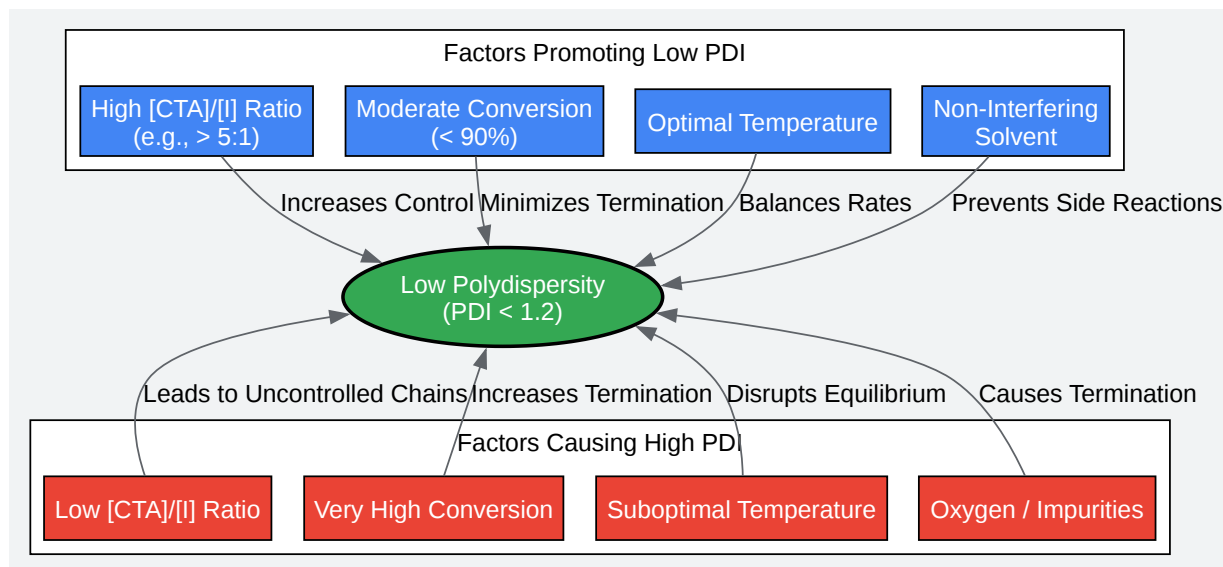 Factors Promoting Low PDI
High [CTA]/[I] Ratio
(e.g., > 5:1)
Moderate Conversion
(< 90%)
Optimal Temperature
Non-Interfering
Solvent
Increases Control
Minimizes Termination
Balances Rates
Prevents Side Reactions
Low Polydispersity
(PDI < 1.2)
Leads to Uncontrolled Chains
Increases Termination
Disrupts Equilibrium
Causes Termination
Factors Causing High PDI
Low [CTA]/[I] Ratio
Very High Conversion
Suboptimal Temperature
Oxygen / Impurities